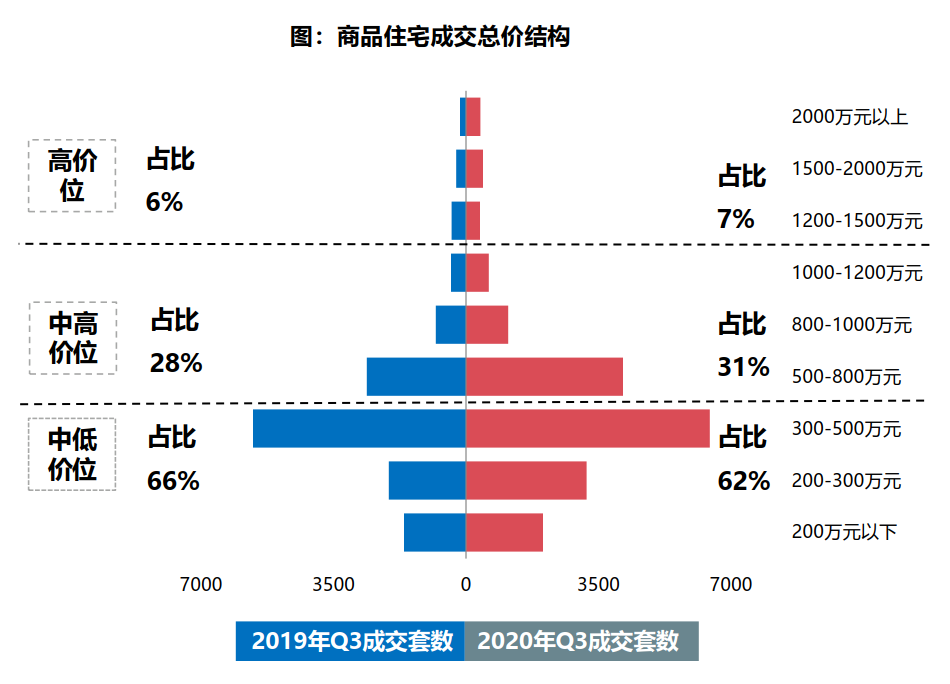 图：商品住宅成交总价结构
高价
位
占比
6%
占比
7%
2000万元以上
1500-2000万元
1200-1500万元
中高
价位
占比
28%
占比
31%
1000-1200万元
800-1000万元
500-800万元
中低
价位
占比
66%
占比
62%
300-500万元
200-300万元
200万元以下
7000 3500 0 3500 7000
2019年Q3成交套数 2020年Q3成交套数